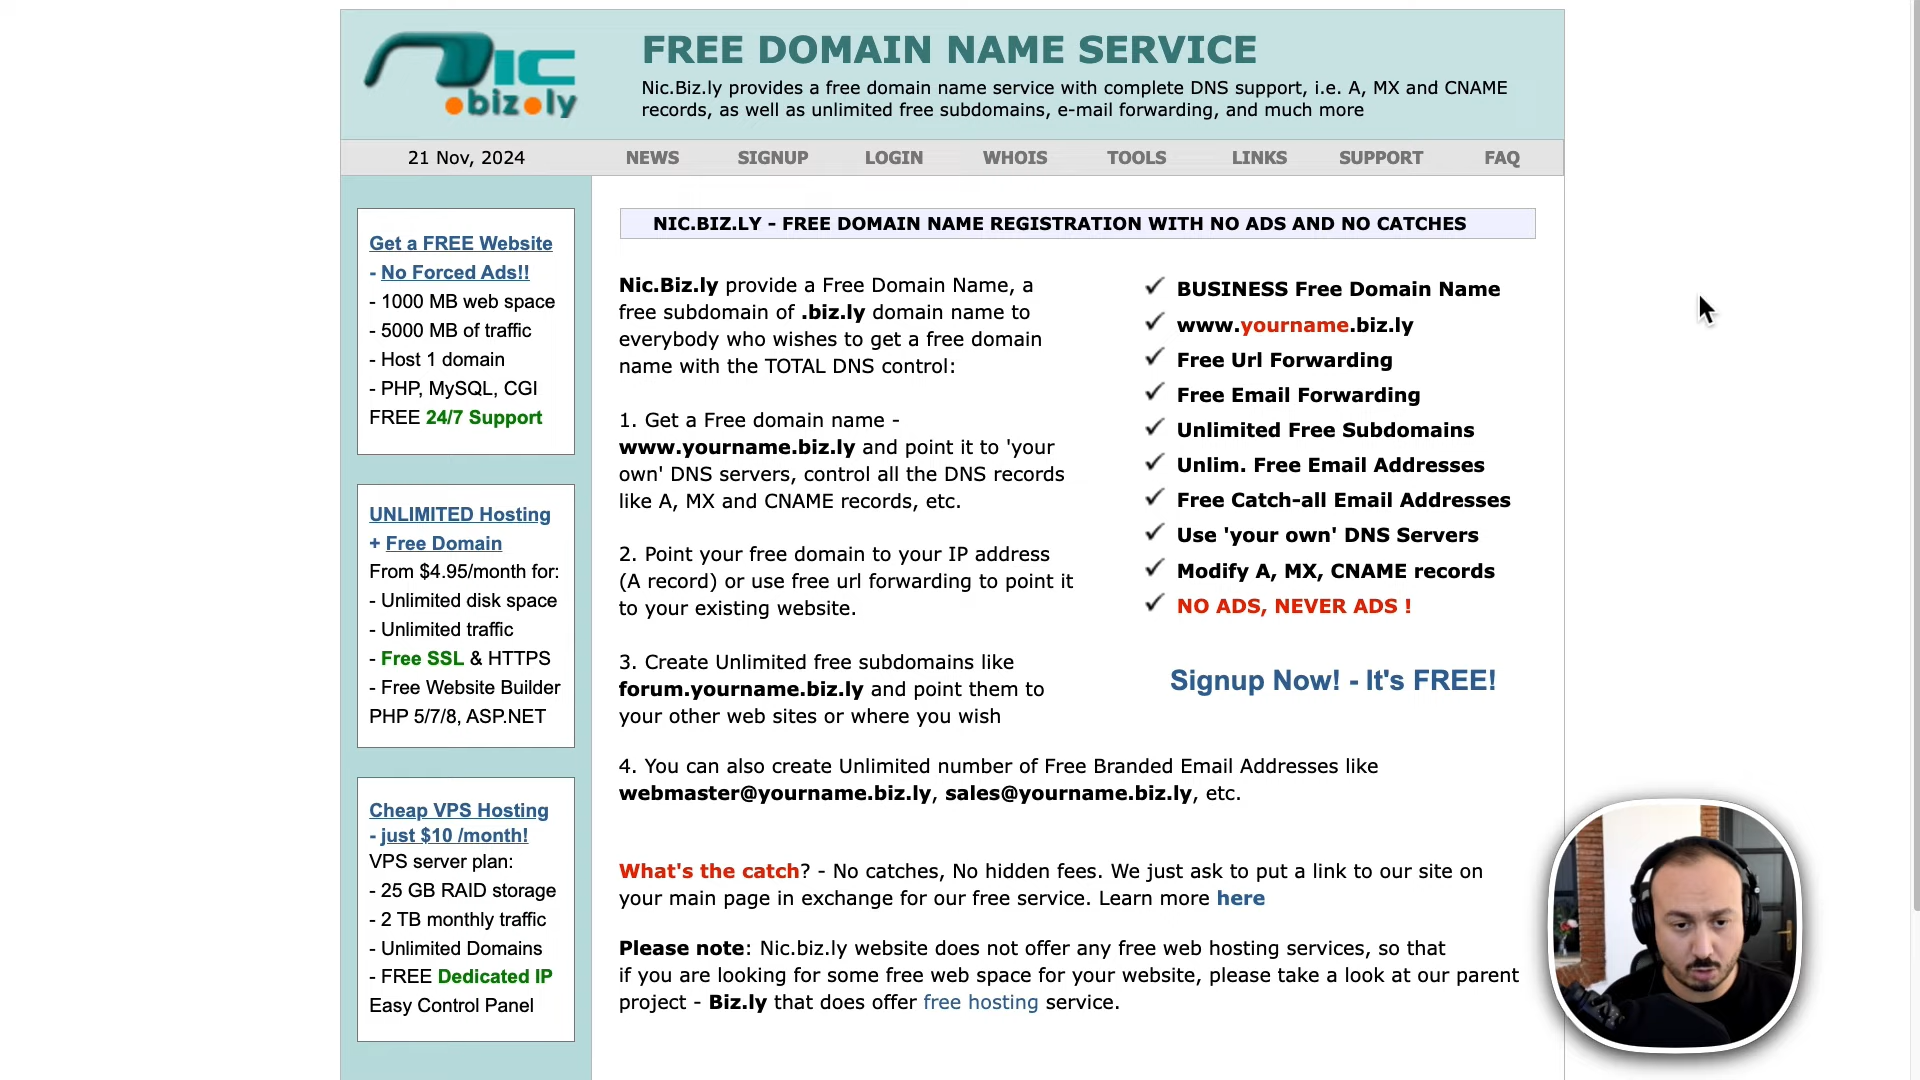 NIC
biz.ly
FREE DOMAIN NAME SERVICE
Nic.Biz.ly provides a free domain name service with complete DNS support, i.e. A, MX and CNAME
records, as well as unlimited free subdomains, e-mail forwarding, and much more
21 Nov, 2024 NEWS SIGNUP LOGIN WHOIS TOOLS LINKS SUPPORT FAQ
Get a FREE Website
- No Forced Ads!!
- 1000 MB web space
- 5000 MB of traffic
- Host 1 domain
- PHP, MySQL, CGI
FREE 24/7 Support
UNLIMITED Hosting
+ Free Domain
From $4.95/month for:
- Unlimited disk space
- Unlimited traffic
- Free SSL & HTTPS
- Free Website Builder
PHP 5/7/8, ASP.NET
Cheap VPS Hosting
- just $10 /month!
VPS server plan:
- 25 GB RAID storage
- 2 TB monthly traffic
- Unlimited Domains
- FREE Dedicated IP
Easy Control Panel
NIC.BIZ.LY - FREE DOMAIN NAME REGISTRATION WITH NO ADS AND NO CATCHES
Nic.Biz.ly provide a Free Domain Name, a
free subdomain of .biz.ly domain name to
everybody who wishes to get a free domain
name with the TOTAL DNS control:
1. Get a Free domain name -
www.yourname.biz.ly and point it to 'your
own' DNS servers, control all the DNS records
like A, MX and CNAME records, etc.
2. Point your free domain to your IP address
(A record) or use free url forwarding to point it
to your existing website.
3. Create Unlimited free subdomains like
forum.yourname.biz.ly and point them to
your other web sites or where you wish
✓ BUSINESS Free Domain Name
✓ www.yourname.biz.ly
✓ Free Url Forwarding
✓ Free Email Forwarding
✓ Unlimited Free Subdomains
✓ Unlim. Free Email Addresses
✓ Free Catch-all Email Addresses
✓ Use 'your own' DNS Servers
✓ Modify A, MX, CNAME records
✓ NO ADS, NEVER ADS !
Signup Now! - It's FREE!
4. You can also create Unlimited number of Free Branded Email Addresses like
webmaster@yourname.biz.ly, sales@yourname.biz.ly, etc.
What's the catch? - No catches, No hidden fees. We just ask to put a link to our site on
your main page in exchange for our free service. Learn more here
Please note: Nic.biz.ly website does not offer any free web hosting services, so that
if you are looking for some free web space for your website, please take a look at our parent
project - Biz.ly that does offer free hosting service.